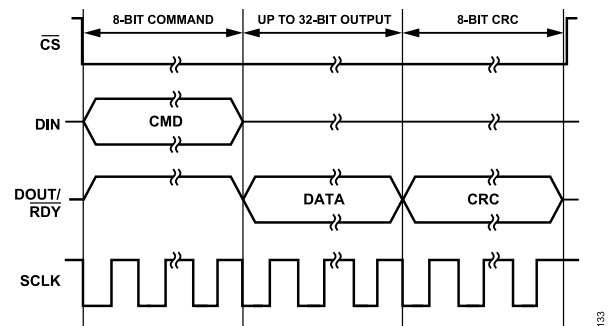 8-BIT COMMAND UP TO 32-BIT OUTPUT 8-BIT CRC
CS
DIN
CMD
DOUT/
RDY
DATA
CRC
SCLK
133